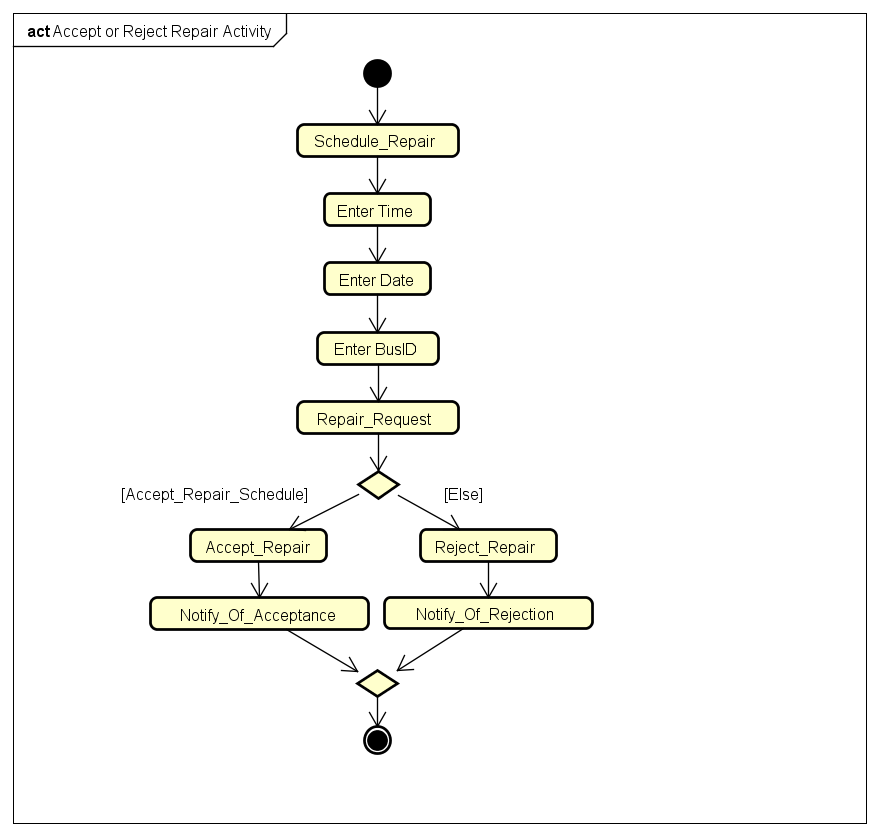 act Accept or Reject Repair Activity
Schedule_Repair
Enter Time
Enter Date
Enter BusID
Repair_Request
[Accept_Repair_Schedule]
[Else]
Accept_Repair
Reject_Repair
Notify_Of_Acceptance
Notify_Of_Rejection